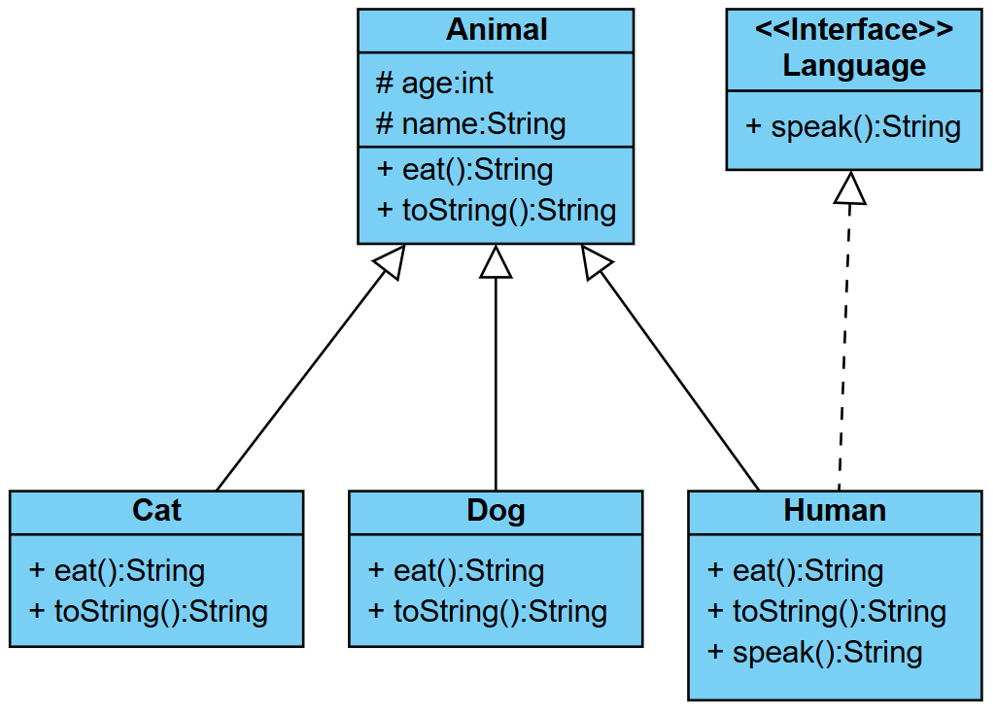 Animal
# age:int
# name:String
+ eat():String
+ toString():String
<<Interface>>
Language
+ speak():String
Cat
+ eat():String
+ toString():String
Dog
+ eat():String
+ toString():String
Human
+ eat():String
+ toString():String
+ speak():String